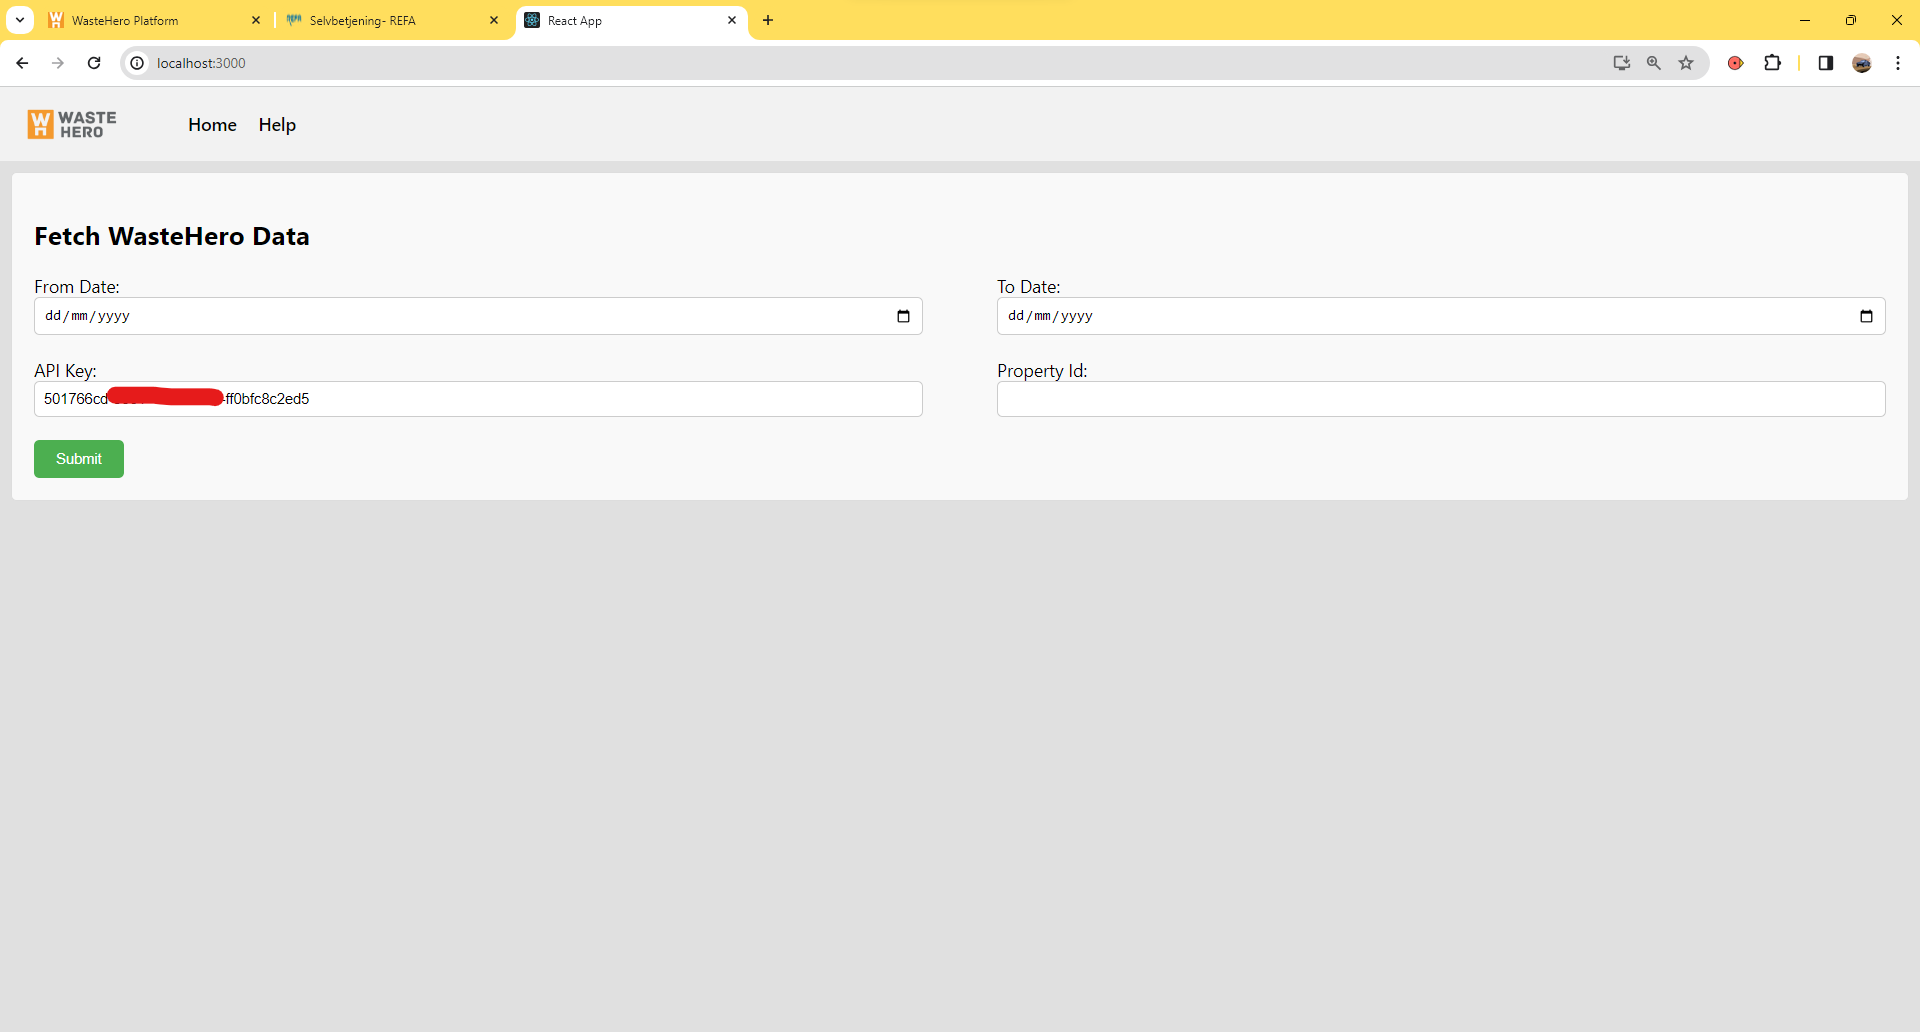 WasteHero Platform
Selvbetjening- REFA
React App
localhost:3000
WASTE
HERO
Home Help
Fetch WasteHero Data
From Date: To Date:
dd/mm/yyyy dd/mm/yyyy
API Key: Property Id:
501766cd -ff0bfc8c2ed5
Submit